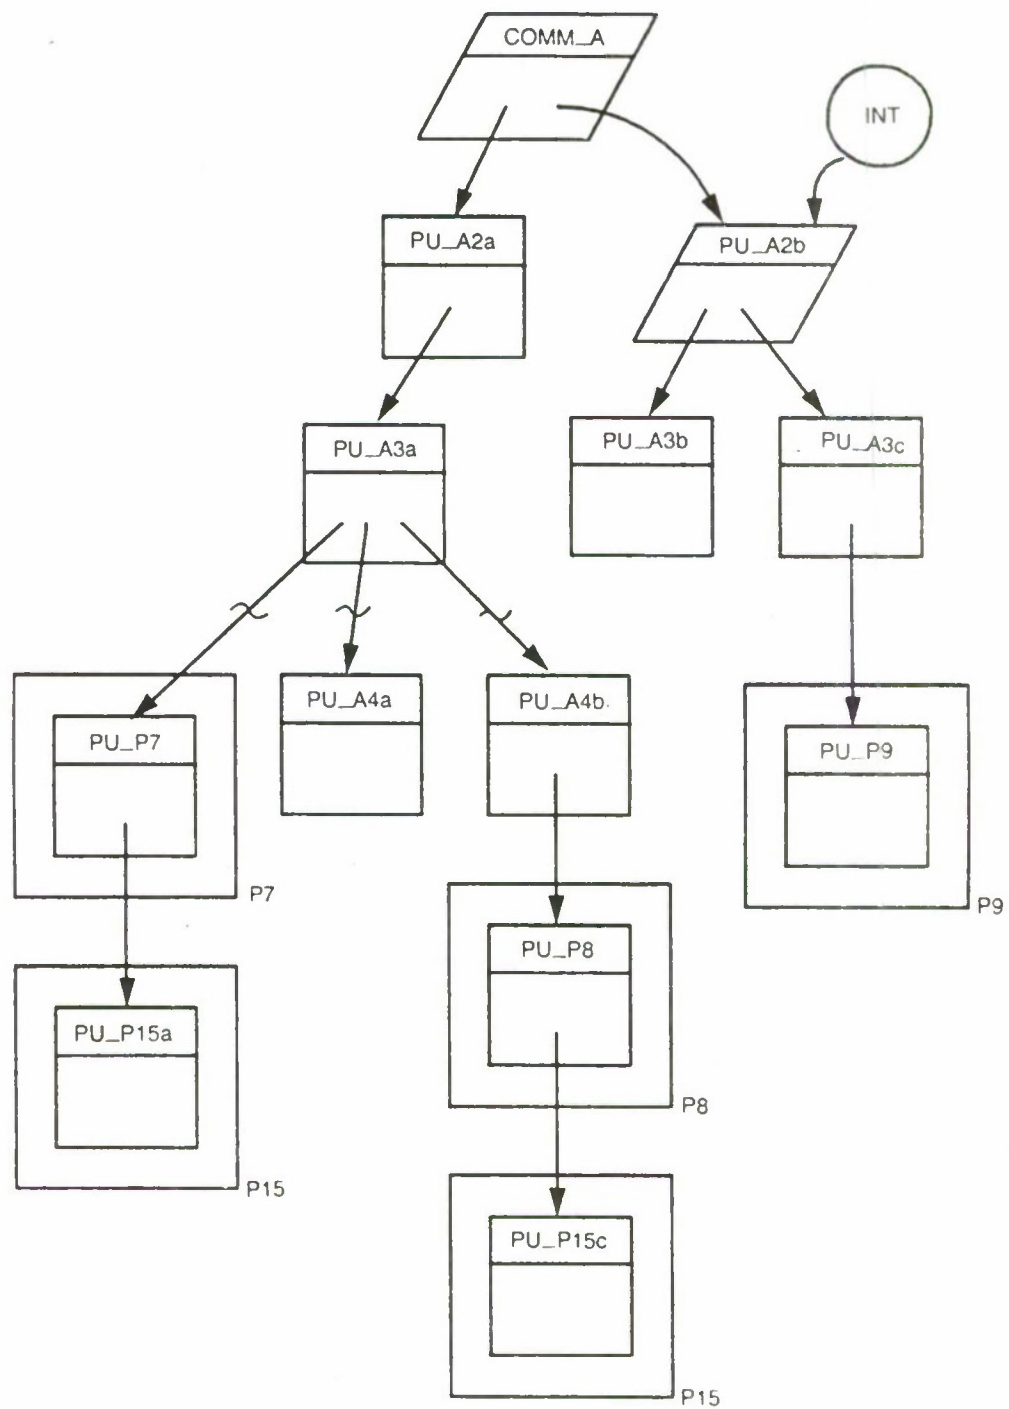 COMM_A
INT
PU_A2a
PU_A2b
PU_A3a
PU_A3b
PU_A3c
PU_P7
PU_A4a
PU_A4b
PU_P9
P7
P9
PU_P8
PU_P15a
P8
P15
PU_P15c
P15